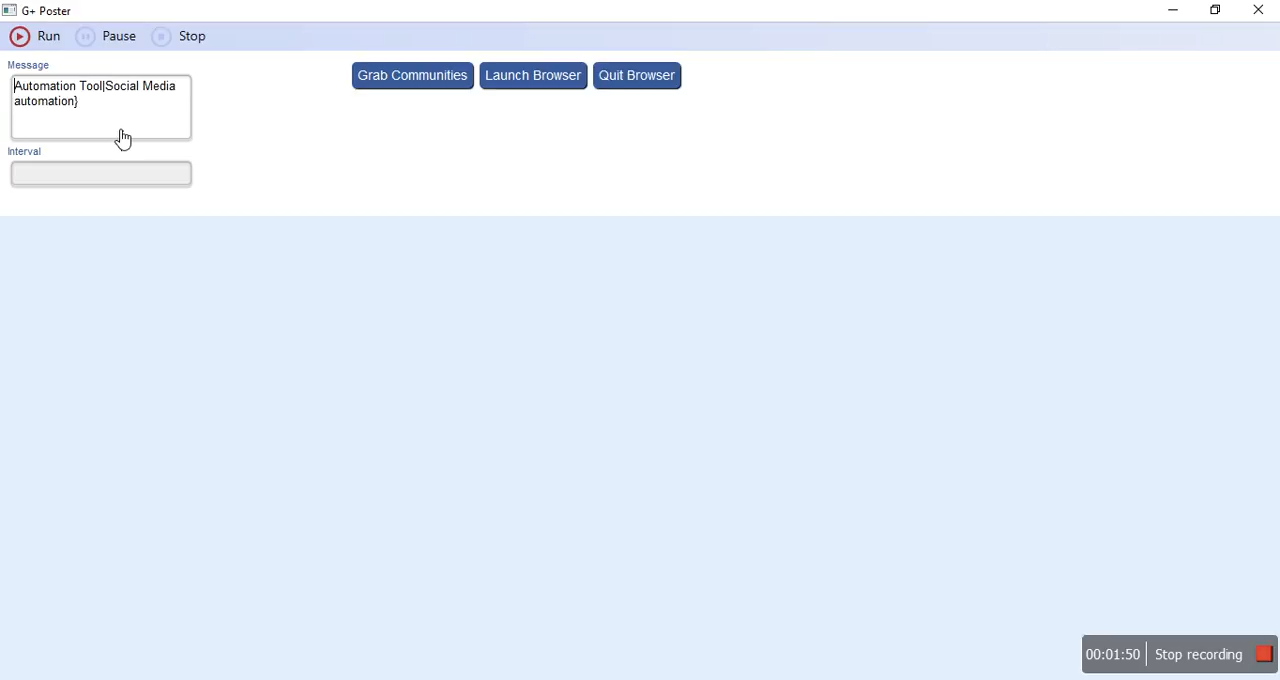 G+ Poster
Run Pause Stop
Message
Automation Tool|Social Media
automation}
Interval
Grab Communities Launch Browser Quit Browser
00:01:50 Stop recording